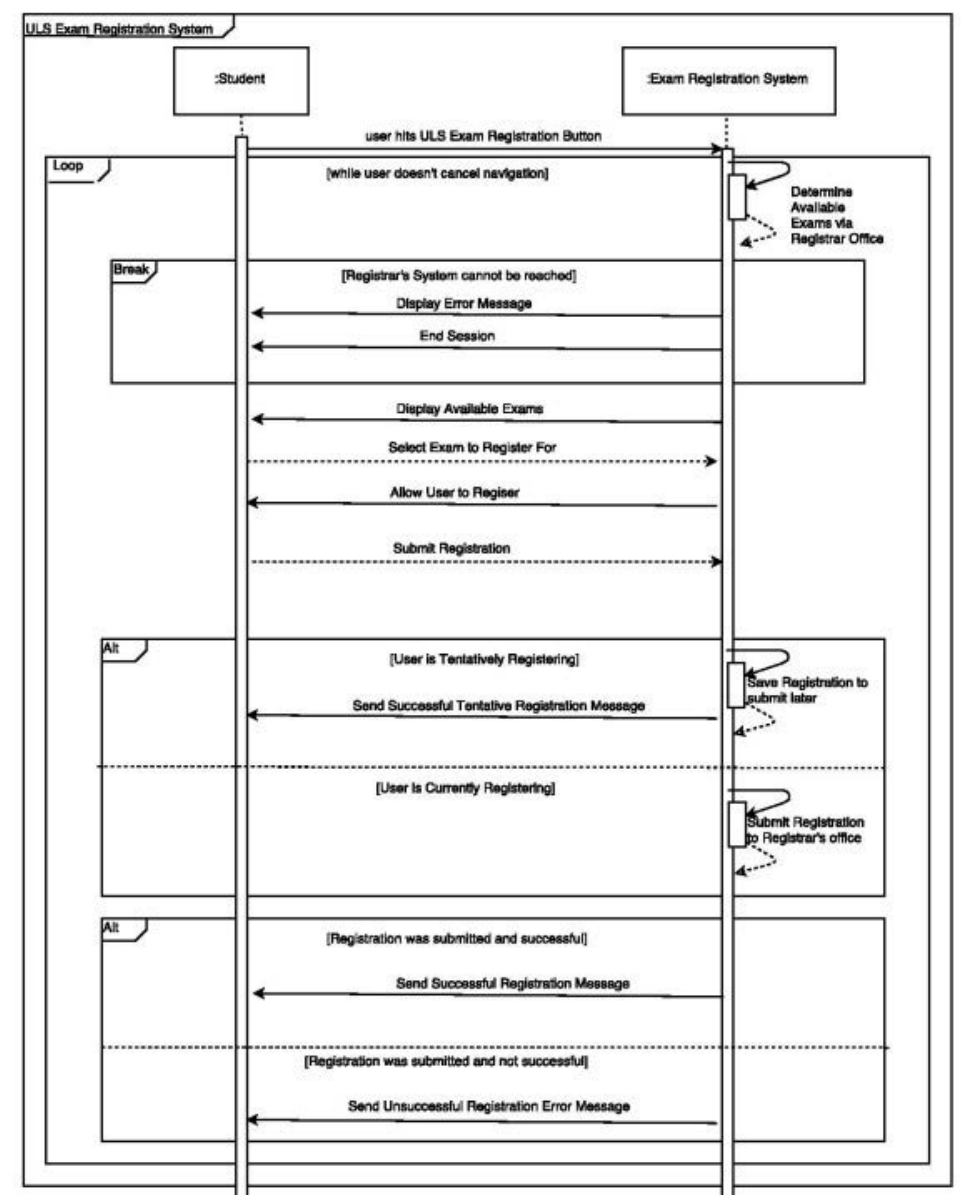 ULS Exam Registration System
:Student
:Exam Registration System
user hits ULS Exam Registration Button
Loop
[while user doesn't cancel navigation]
Determine
Available
Exams via
Registrar Office
Break
[Registrar's System cannot be reached]
Display Error Message
End Session
Display Available Exams
Select Exam to Register For
Allow User to Regiser
Submit Registration
Alt
[User is Tentatively Registering]
Save Registration to
submit later
Send Successful Tentative Registration Message
[User is Currently Registering]
Submit Registration
to Registrar's office
Alt
[Registration was submitted and successful]
Send Successful Registration Message
[Registration was submitted and not successful]
Send Unsuccessful Registration Error Message